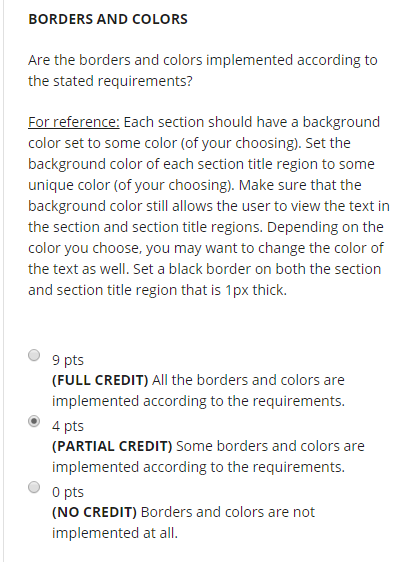 BORDERS AND COLORS
Are the borders and colors implemented according to
the stated requirements?
For reference: Each section should have a background
color set to some color (of your choosing). Set the
background color of each section title region to some
unique color (of your choosing). Make sure that the
background color still allows the user to view the text in
the section and section title regions. Depending on the
color you choose, you may want to change the color of
the text as well. Set a black border on both the section
and section title region that is 1px thick.
9 pts
(FULL CREDIT) All the borders and colors are
implemented according to the requirements.
4 pts
(PARTIAL CREDIT) Some borders and colors are
implemented according to the requirements.
0 pts
(NO CREDIT) Borders and colors are not
implemented at all.